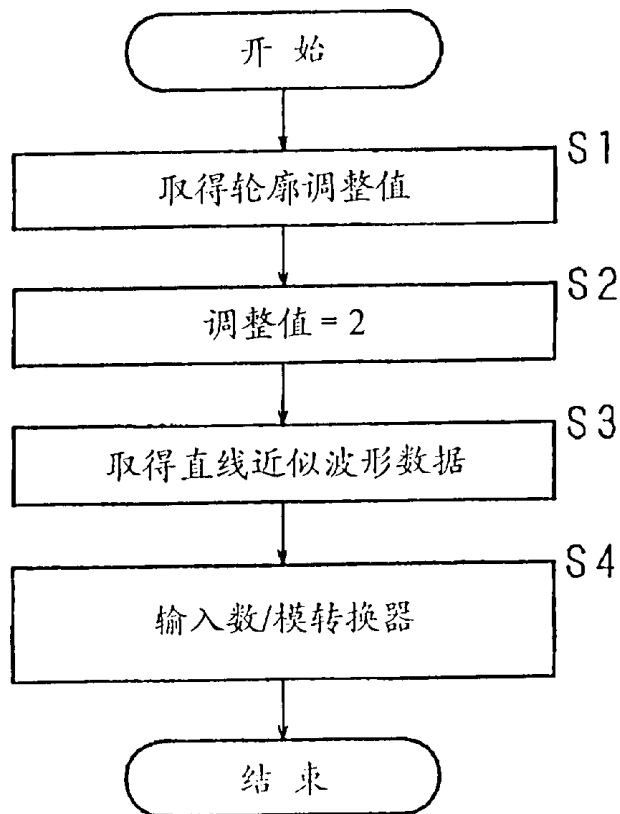 开 始
S1
取得轮廓调整值
S2
调整值 = 2
S3
取得直线近似波形数据
S4
输入数/模转换器
结 束